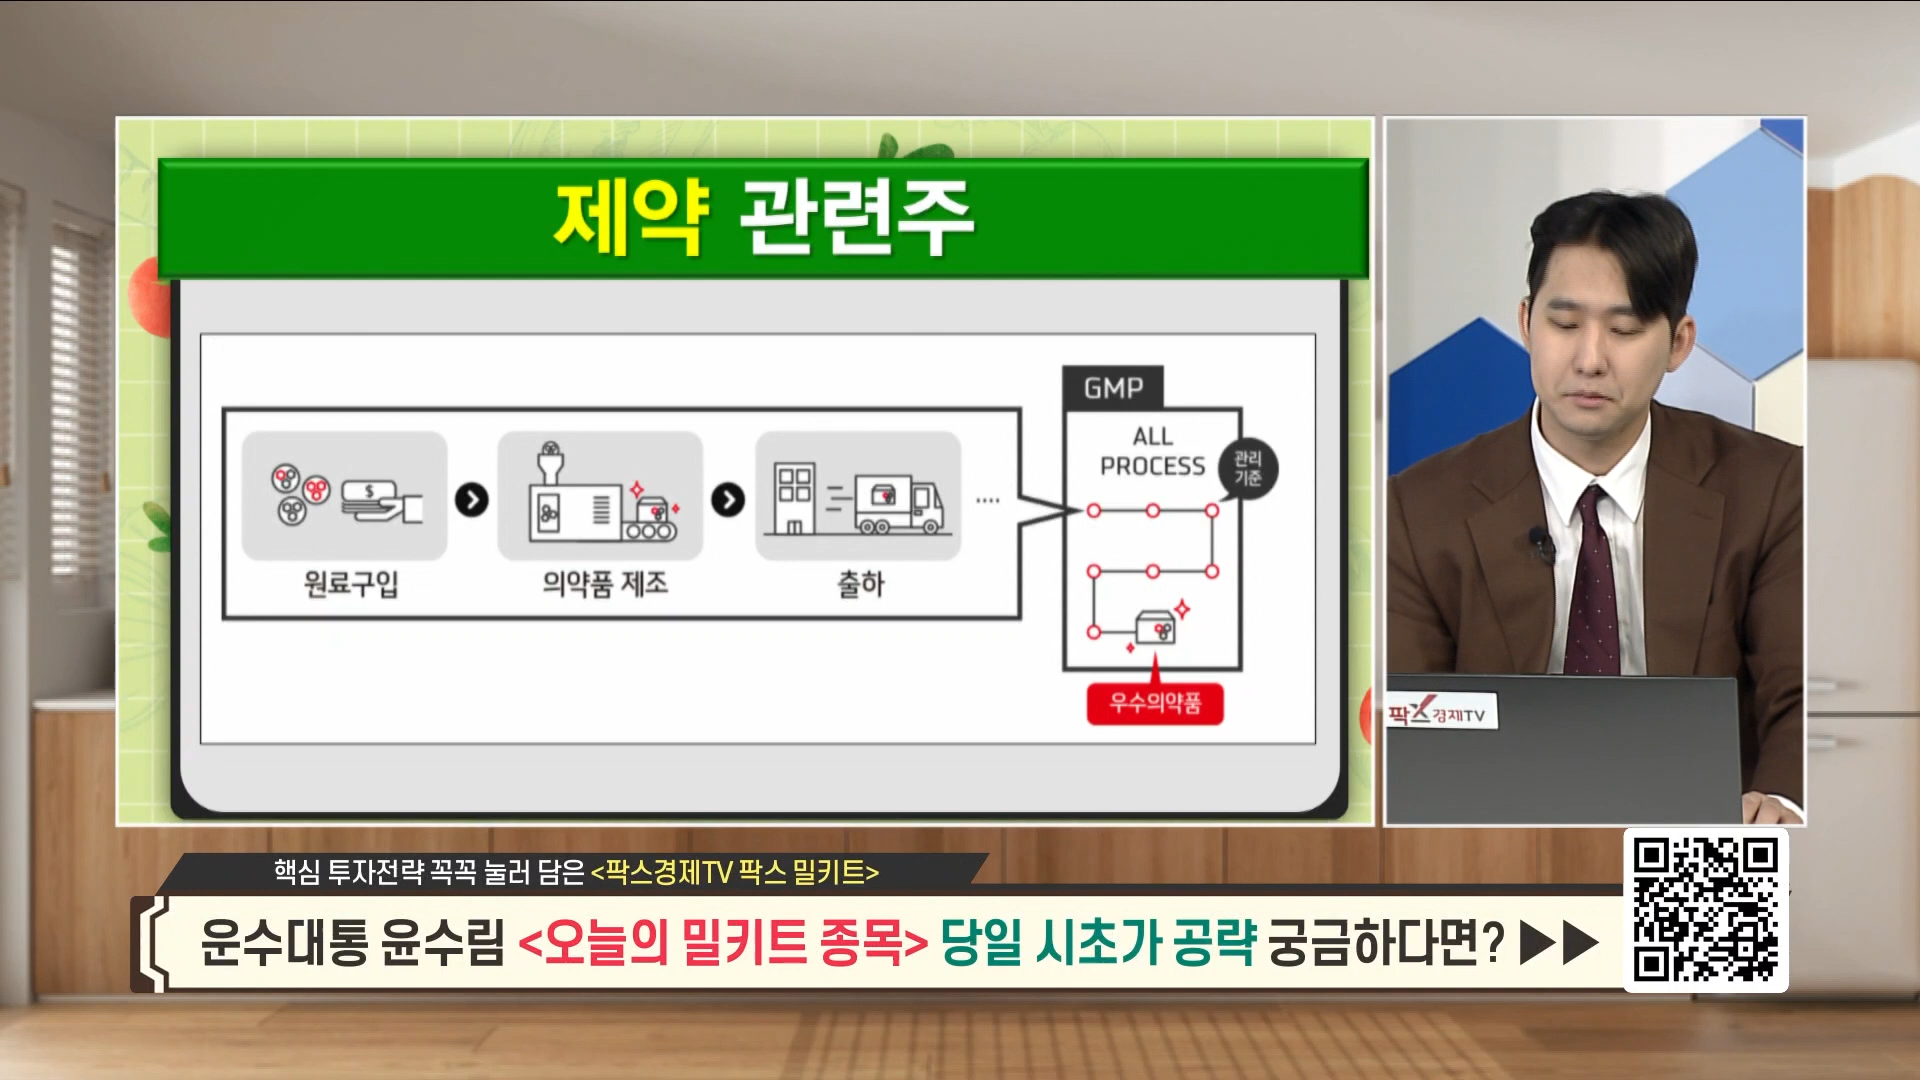 제약 관련주
GMP
ALL
PROCESS
관리
기준
$
원료구입
의약품 제조
출하
....
우수의약품
팍스경제TV
핵심 투자전략 꼭꼭 눌러 담은 <팍스경제TV 팍스 밀키트>
운수대통 윤수림 <오늘의 밀키트 종목> 당일 시초가 공략 궁금하다면? ▶▶